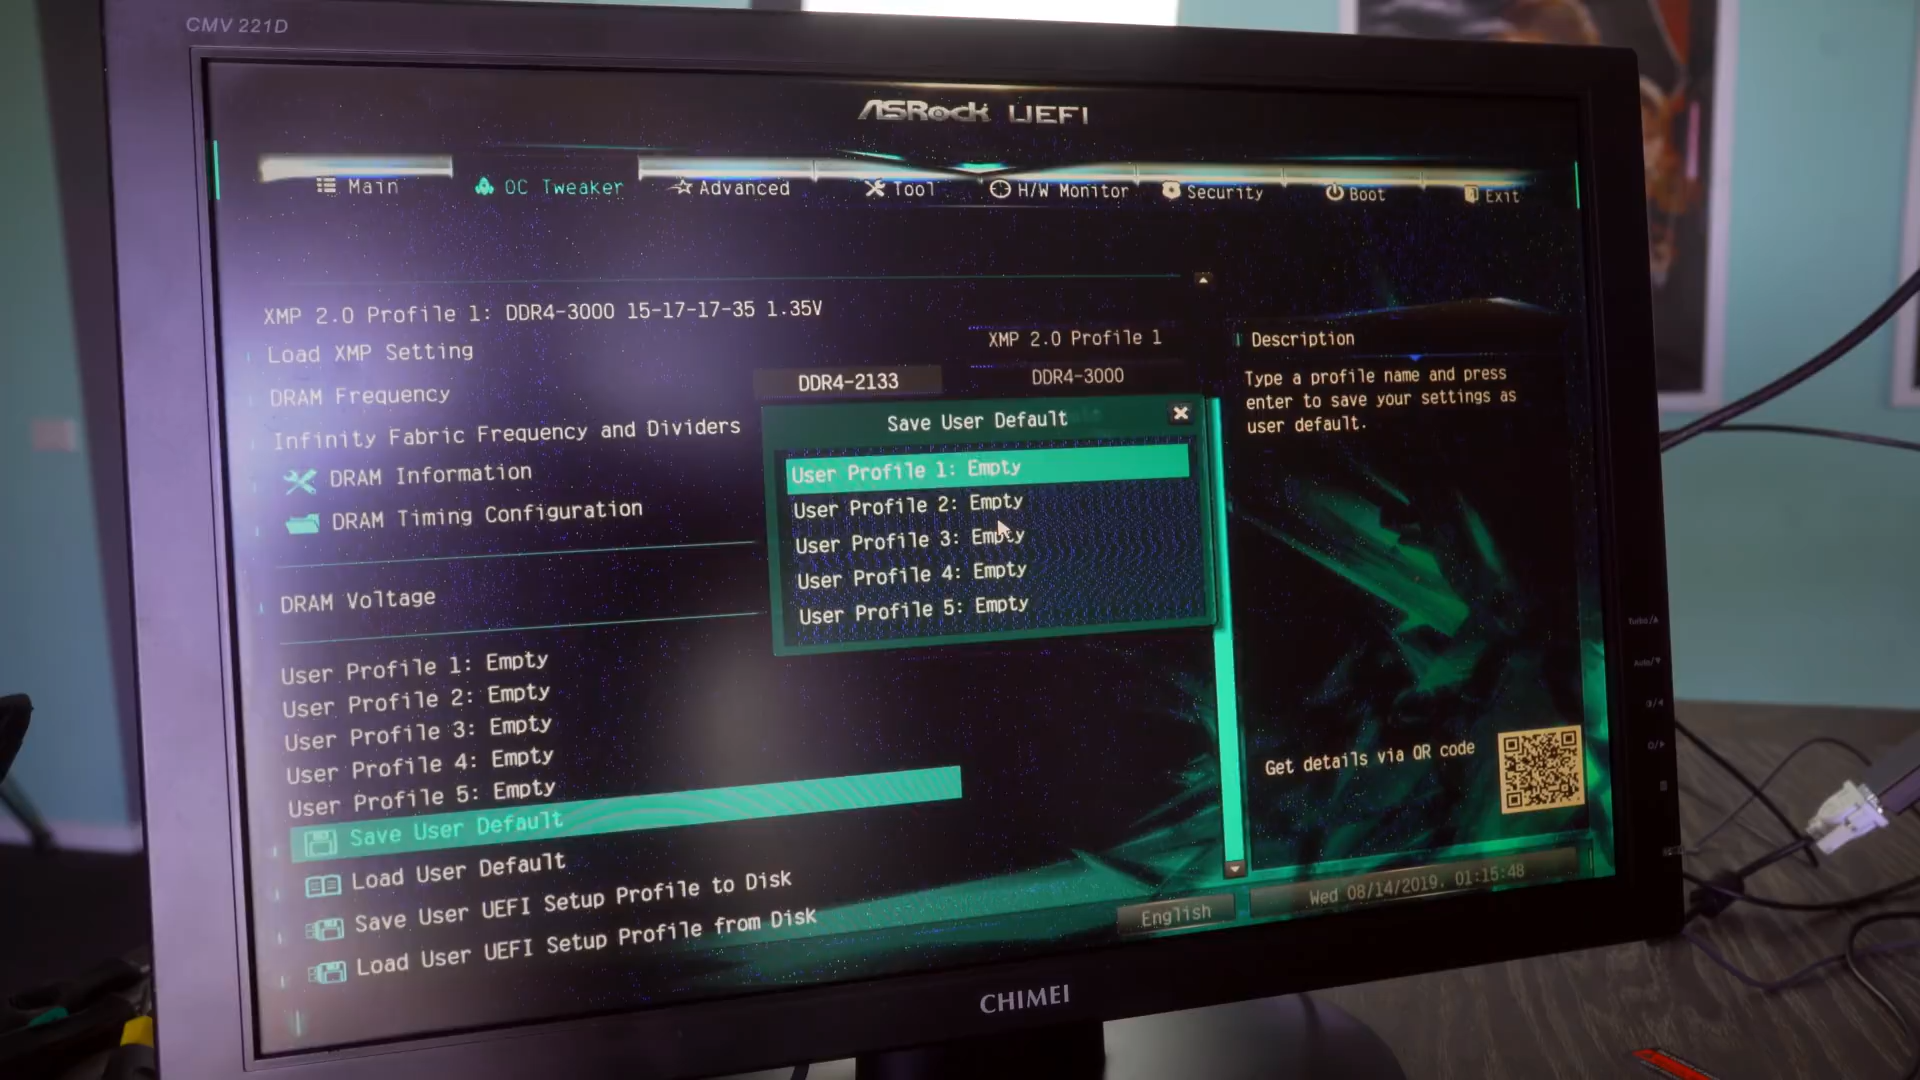 CMV 221D
ASRock UEFI
Main
OC Tweaker
Advanced
Tool
H/W Monitor
Security
Boot
Exit
XMP 2.0 Profile 1: DDR4-3000 15-17-17-35 1.35V
Load XMP Setting
XMP 2.0 Profile 1
DRAM Frequency
DDR4-2133
DDR4-3000
Infinity Fabric Frequency and Dividers
DRAM Information
DRAM Timing Configuration
DRAM Voltage
User Profile 1: Empty
User Profile 2: Empty
User Profile 3: Empty
User Profile 4: Empty
User Profile 5: Empty
Save User Default
Load User Default
Save User UEFI Setup Profile to Disk
Load User UEFI Setup Profile from Disk
Save User Default
User Profile 1: Empty
User Profile 2: Empty
User Profile 3: Empty
User Profile 4: Empty
User Profile 5: Empty
Description
Type a profile name and press
enter to save your settings as
user default.
Get details via QR code
English
Wed 08/14/2019. 01:15:48
CHIMEI
Turbo/▲
Auto/▼